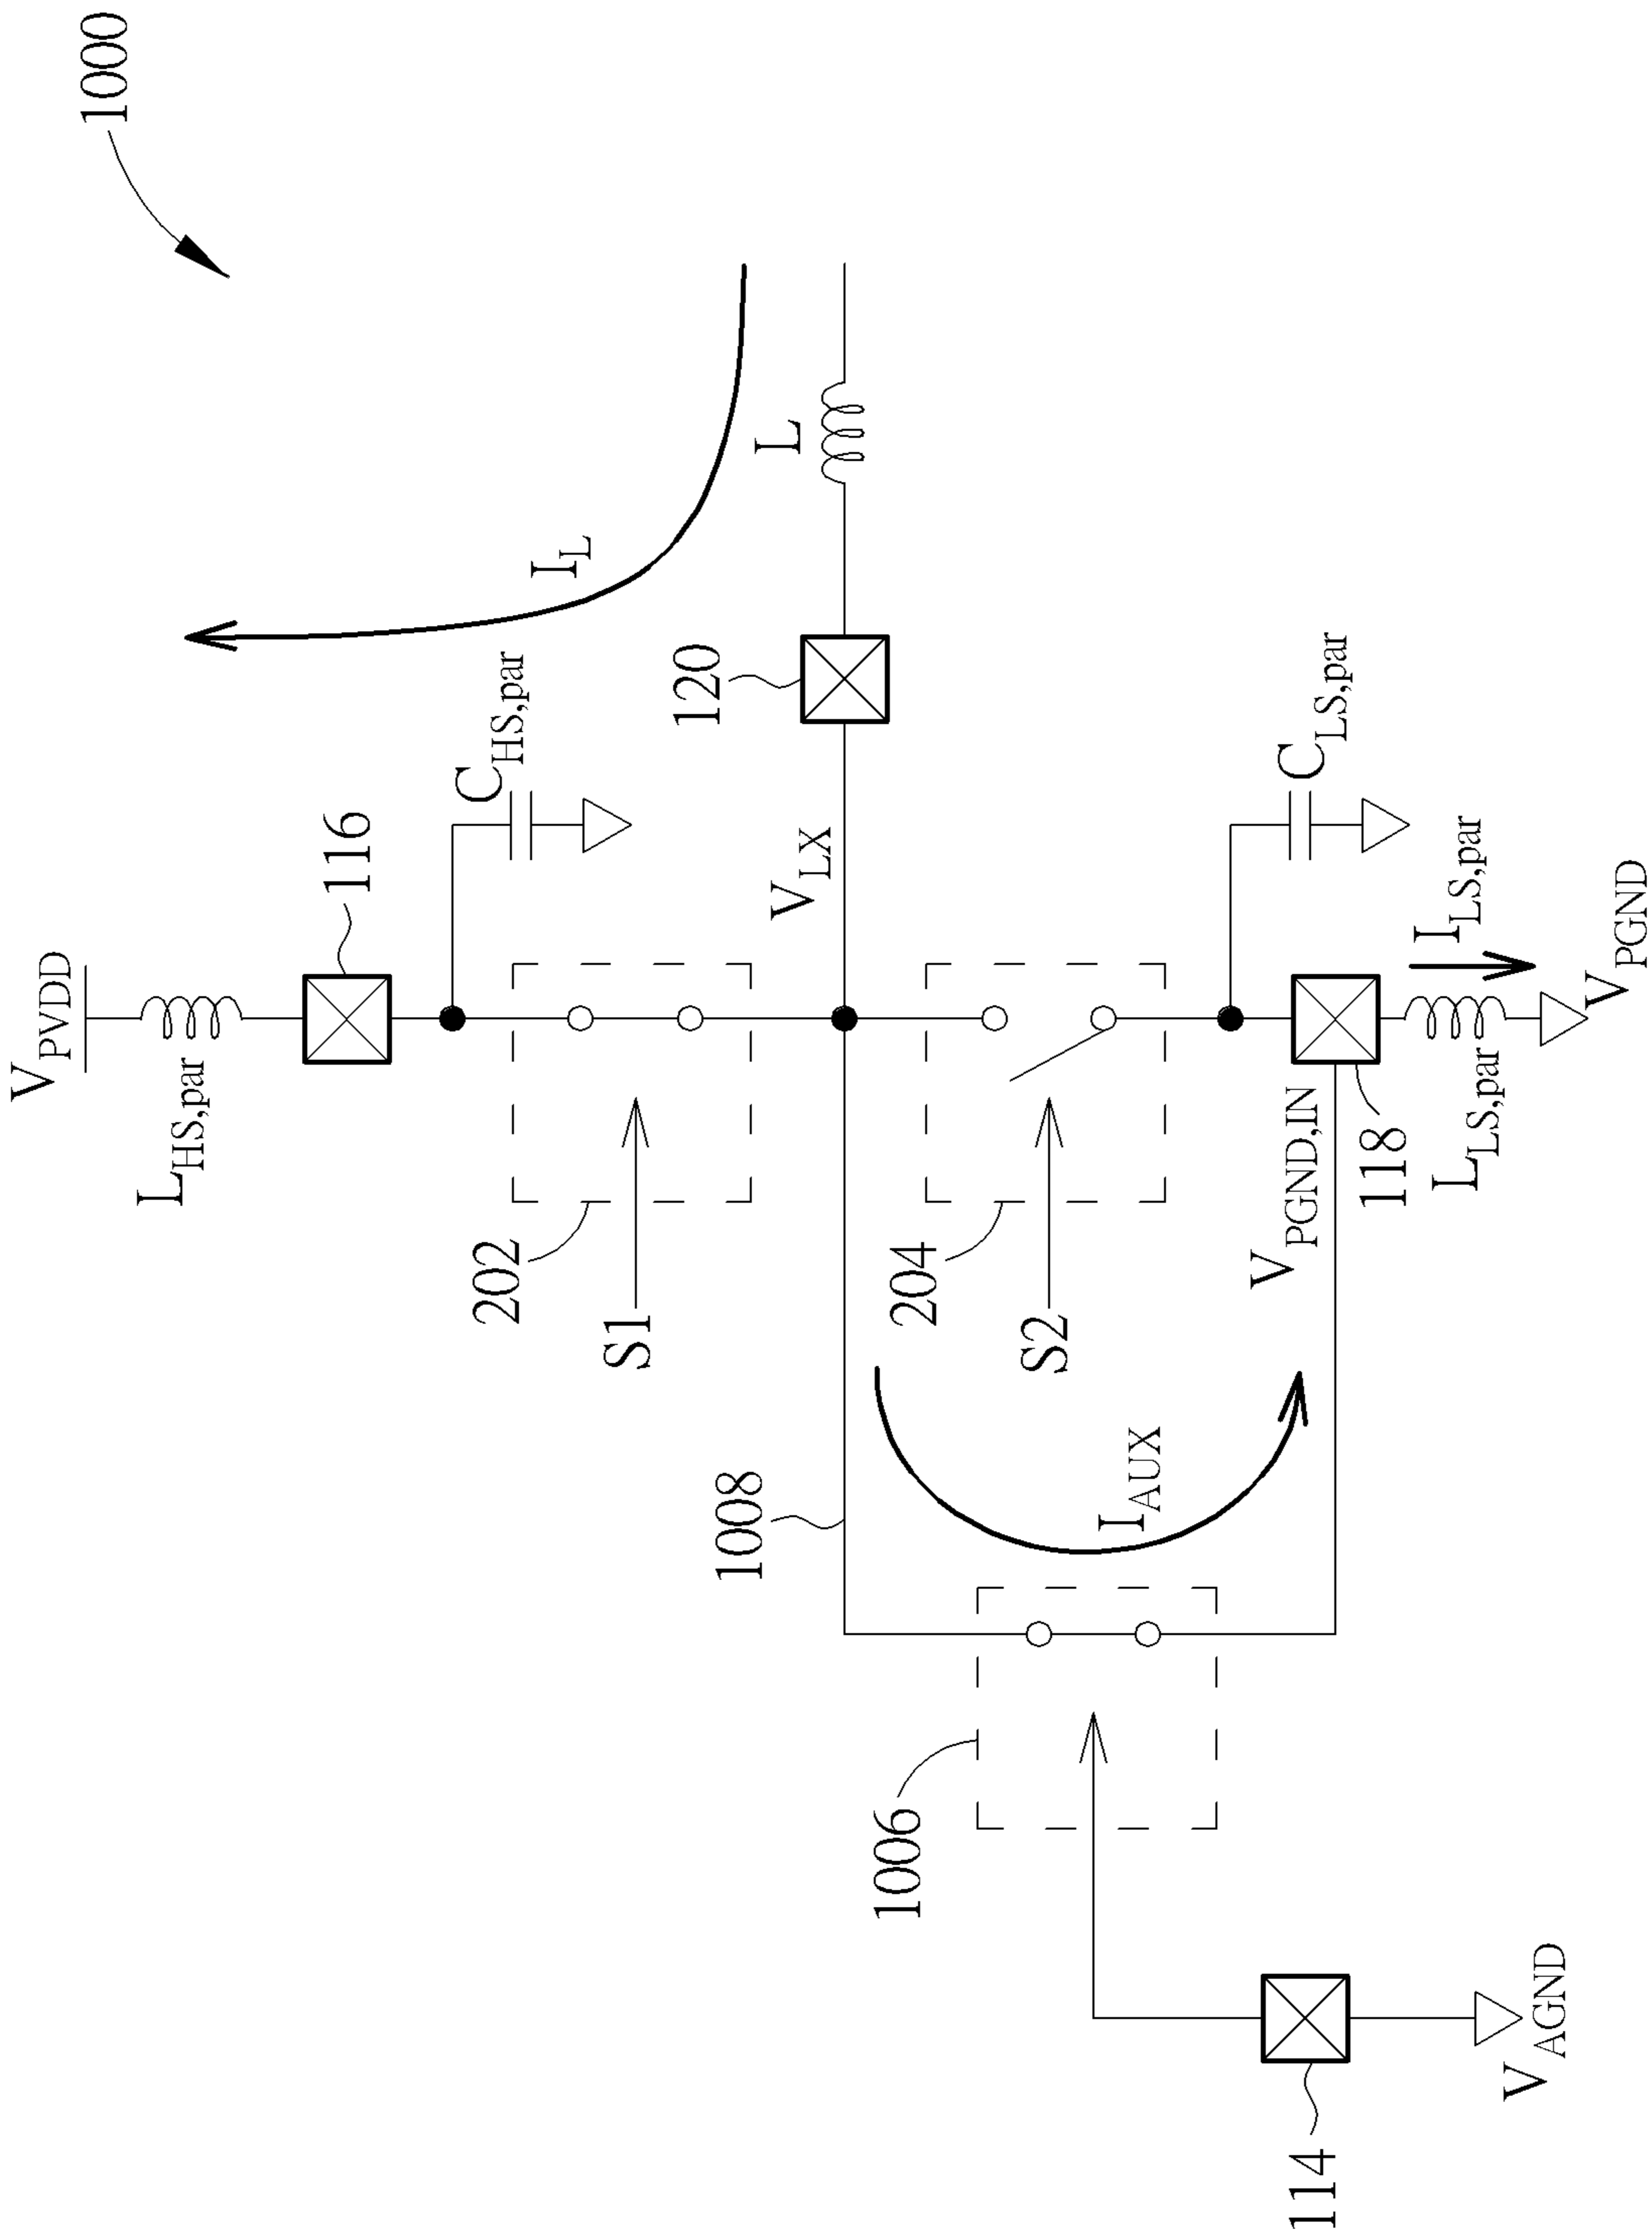 1000
V_PVDD
L_HS,par
116
C_HS,par
I_L
202
S1
120
L
V_LX
1008
204
S2
I_AUX
1006
V_PGND,IN
118
C_LS,par
L_LS,par
I_LS,par
V_PGND
114
V_AGND